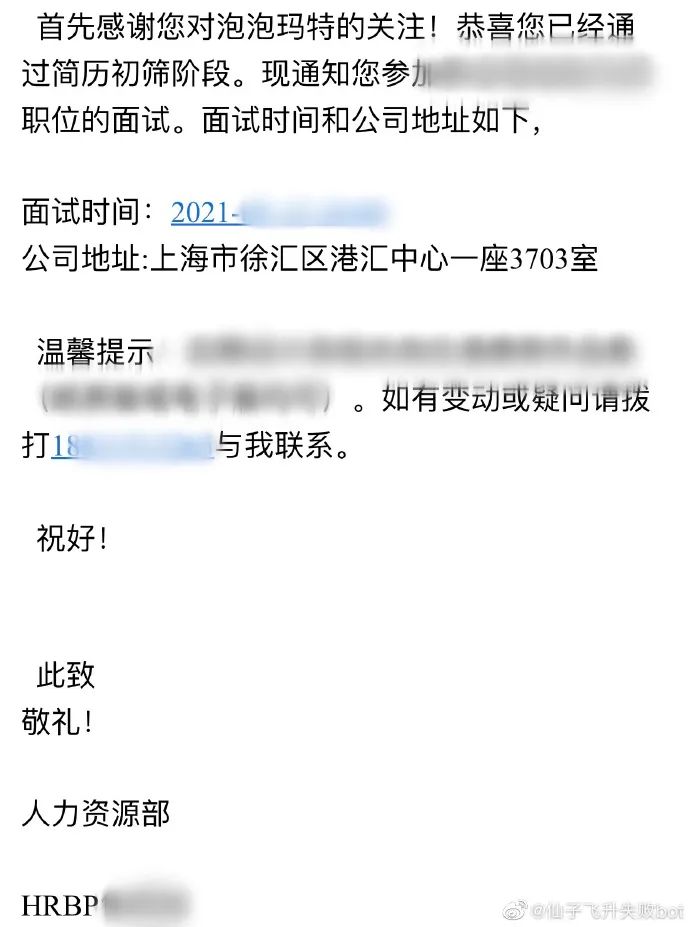 首先感谢您对泡泡玛特的关注！恭喜您已经通
过简历初筛阶段。现通知您参加
职位的面试。面试时间和公司地址如下，
面试时间：2021-
公司地址:上海市徐汇区港汇中心一座3703室
温馨提示
。如有变动或疑问请拨
打18与我联系。
祝好！
此致
敬礼！
人力资源部
HRBP
@仙子飞升失败bot